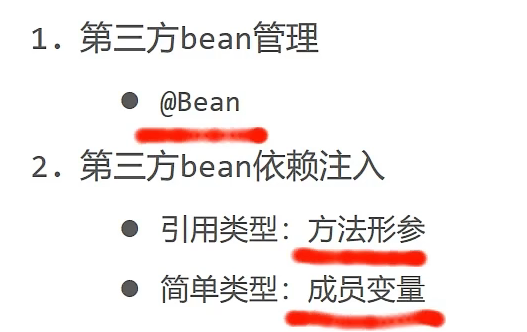 1. 第三方bean管理
● @Bean
2. 第三方bean依赖注入
● 引用类型：方法形参
● 简单类型：成员变量